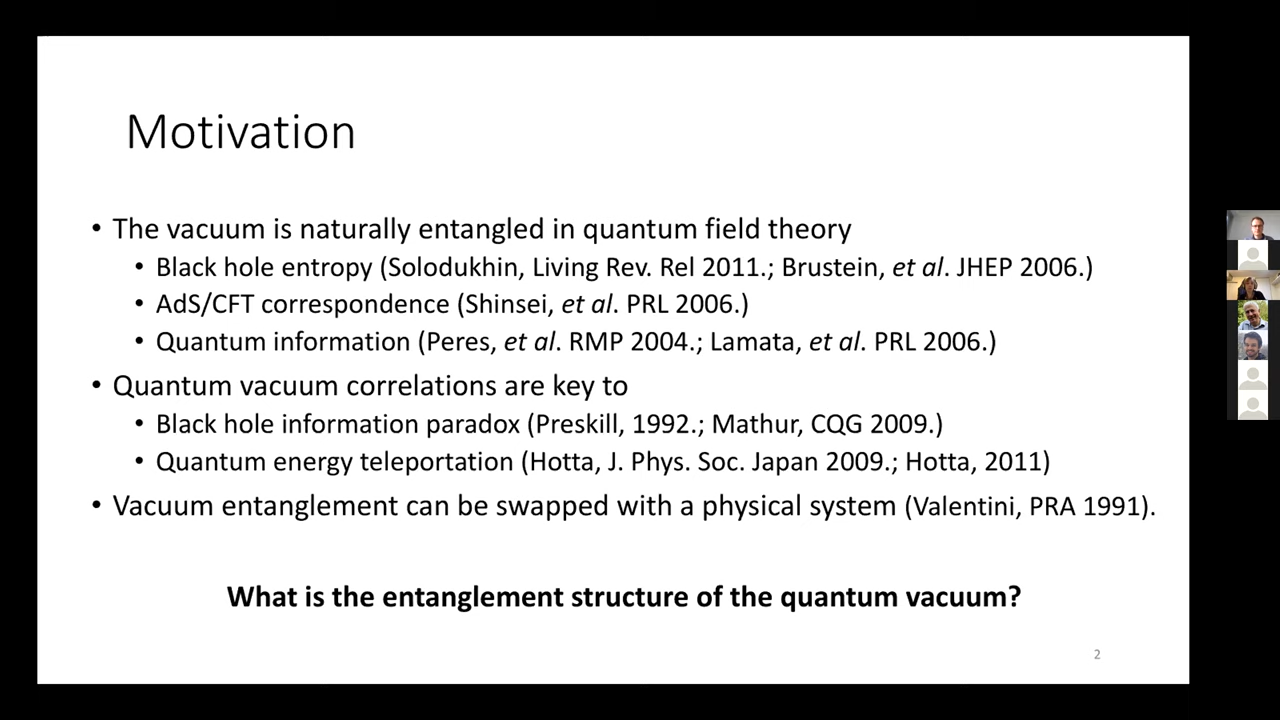 Motivation
• The vacuum is naturally entangled in quantum field theory
• Black hole entropy (Solodukhin, Living Rev. Rel 2011.; Brustein, et al. JHEP 2006.)
• AdS/CFT correspondence (Shinsei, et al. PRL 2006.)
• Quantum information (Peres, et al. RMP 2004.; Lamata, et al. PRL 2006.)
• Quantum vacuum correlations are key to
• Black hole information paradox (Preskill, 1992.; Mathur, CQG 2009.)
• Quantum energy teleportation (Hotta, J. Phys. Soc. Japan 2009.; Hotta, 2011)
• Vacuum entanglement can be swapped with a physical system (Valentini, PRA 1991).
What is the entanglement structure of the quantum vacuum?
2